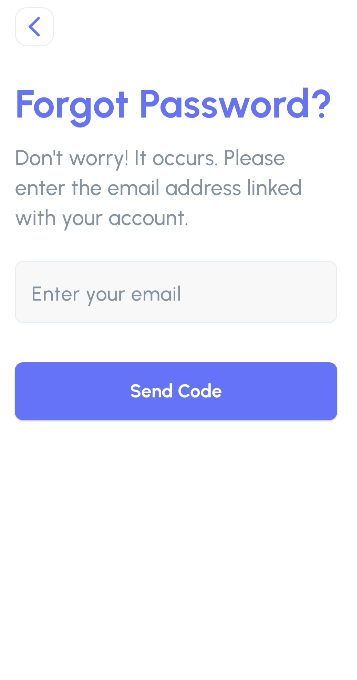 Forgot Password?
Don't worry! It occurs. Please
enter the email address linked
with your account.
Enter your email
Send Code